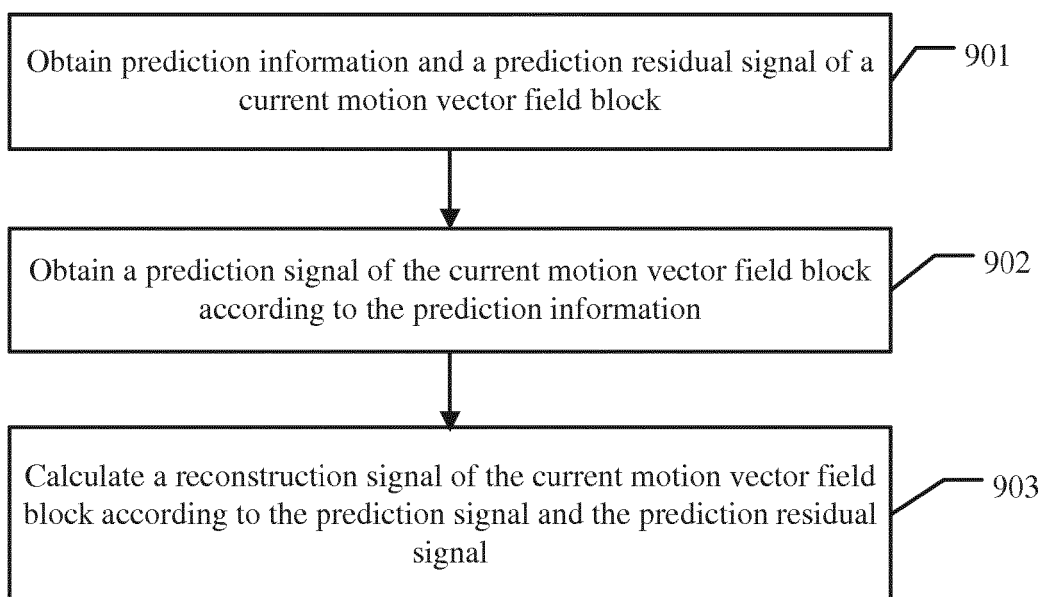 Obtain prediction information and a prediction residual signal of a
current motion vector field block
901
Obtain a prediction signal of the current motion vector field block
according to the prediction information
902
Calculate a reconstruction signal of the current motion vector field
block according to the prediction signal and the prediction residual
signal
903